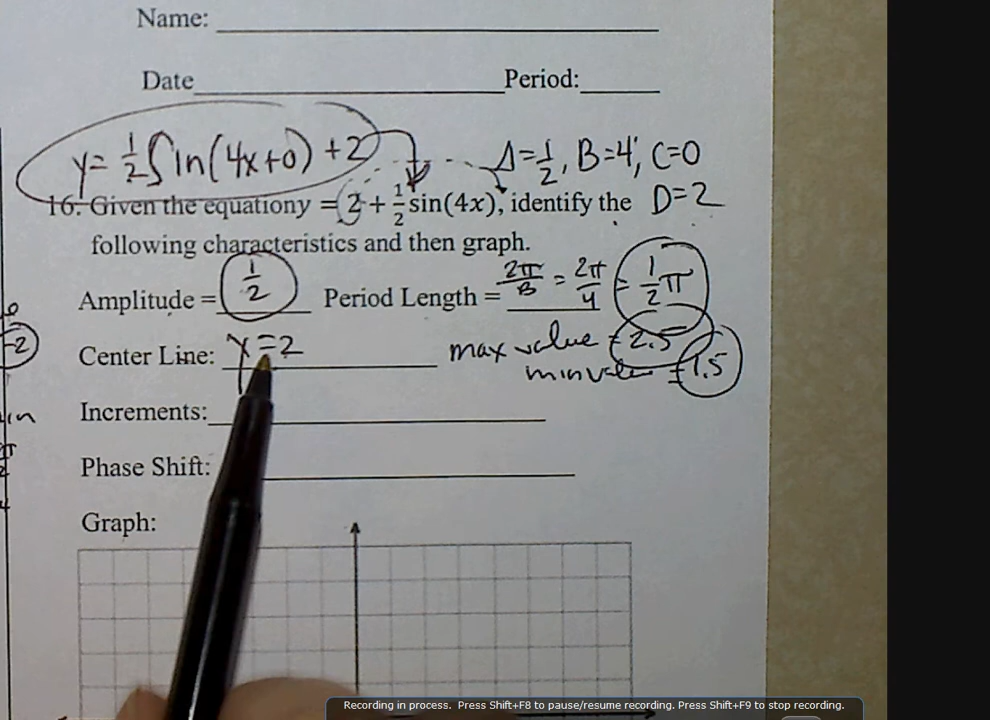 Name:
Date Period:
y= 1/2 Sin(4x+0) +2 A=1/2, B=4, C=0
16. Given the equationy = 2 + 1/2 sin(4x), identify the D=2
following characteristics and then graph.
Amplitude = 1/2 Period Length = 2π/B = 2π/4 = 1/2 π
Center Line: y=2 max value = 2.5
min value = 1.5
-2
in
Increments:
Phase Shift:
Graph:
Recording in process. Press Shift+F8 to pause/resume recording. Press Shift+F9 to stop recording.